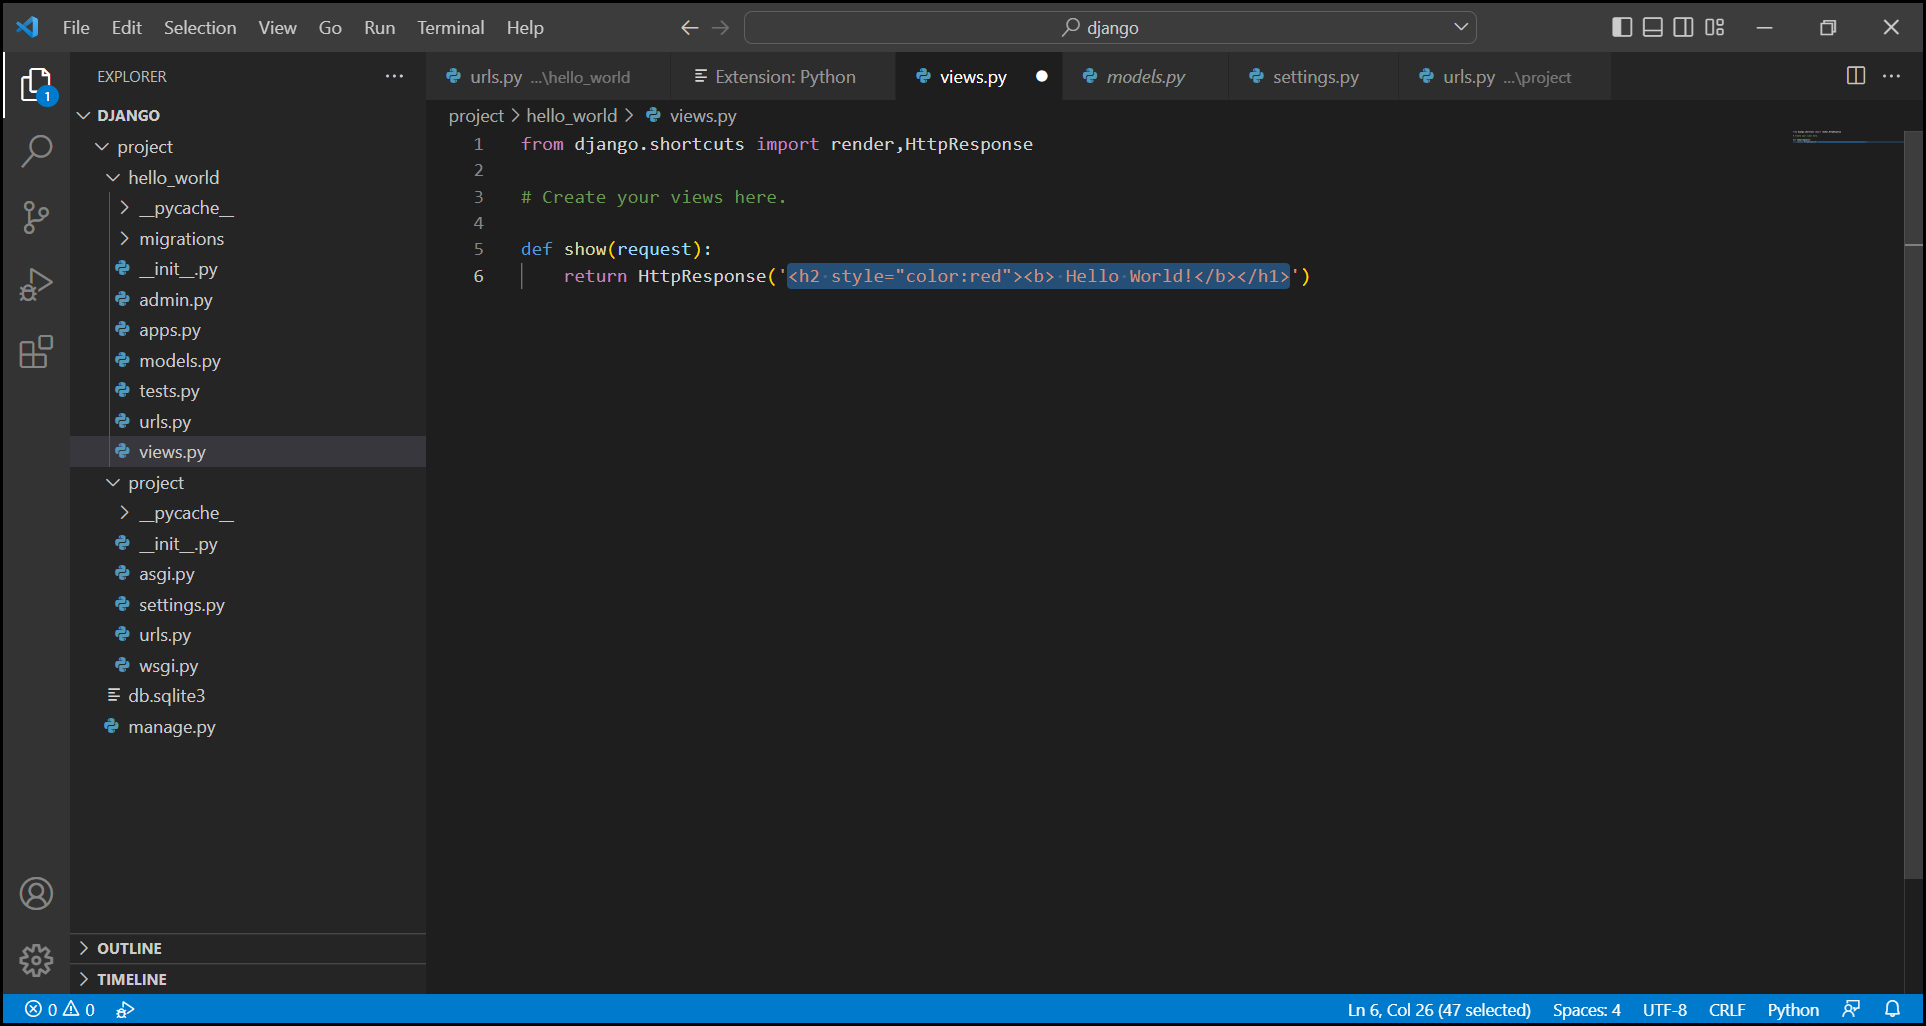 File Edit Selection View Go Run Terminal Help
django
EXPLORER
1
DJANGO
project
hello_world
__pycache__
migrations
__init__.py
admin.py
apps.py
models.py
tests.py
urls.py
views.py
project
__pycache__
__init__.py
asgi.py
settings.py
urls.py
wsgi.py
db.sqlite3
manage.py
OUTLINE
TIMELINE
urls.py ...\hello_world Extension: Python views.py models.py settings.py urls.py ...\project
project > hello_world > views.py
1 from django.shortcuts import render,HttpResponse
2
3 # Create your views here.
4
5 def show(request):
6 return HttpResponse('<h2 style="color:red"><b> Hello World!</b></h1>')
0 0 Ln 6, Col 26 (47 selected) Spaces: 4 UTF-8 CRLF Python